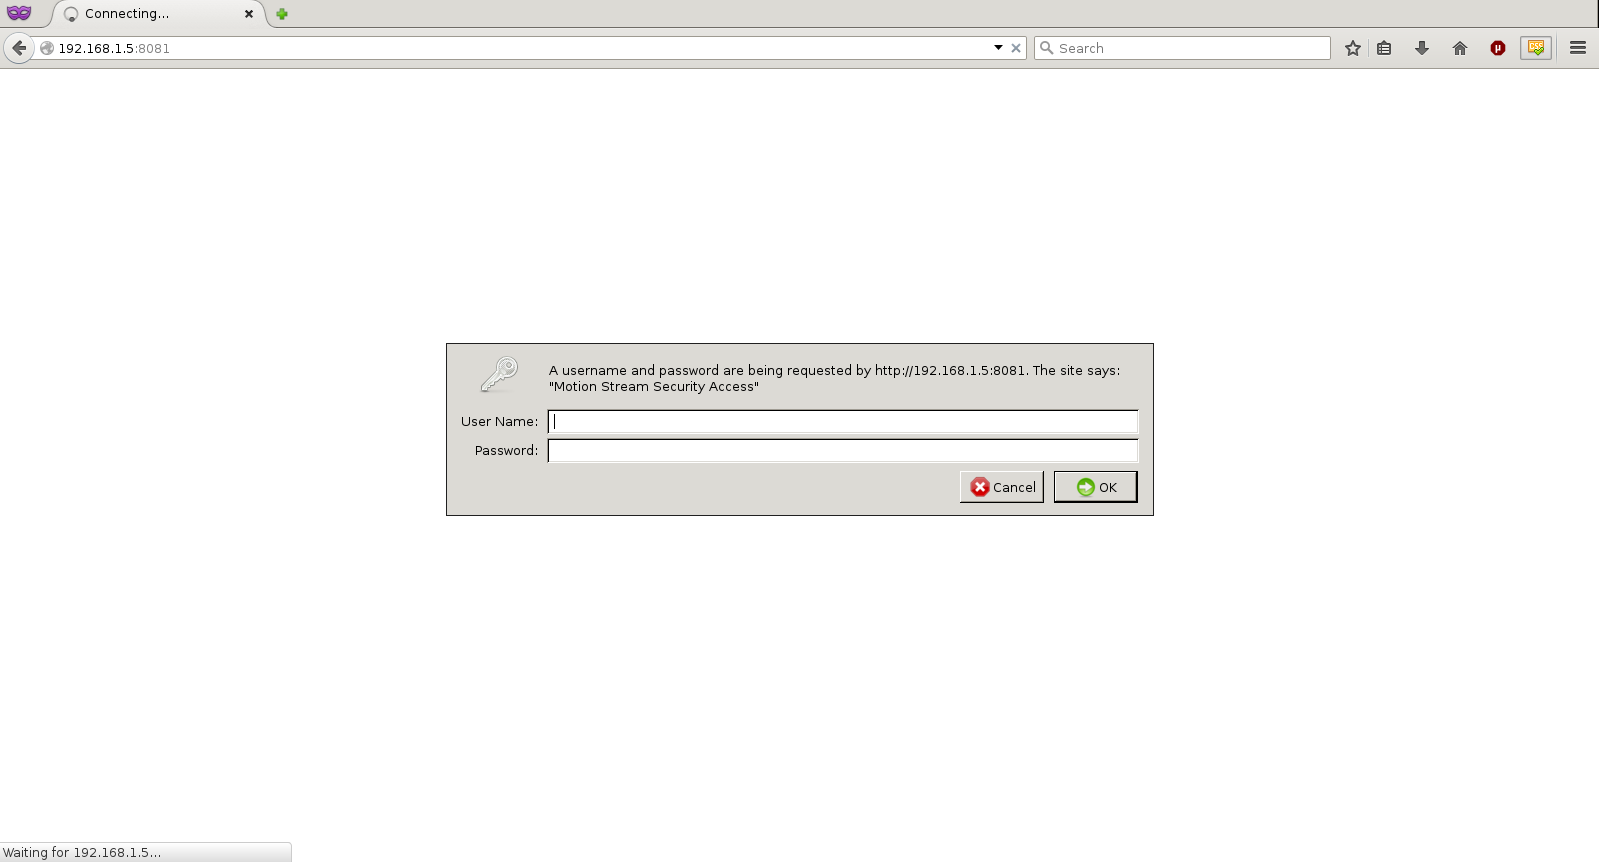 Connecting...
192.168.1.5:8081
Search
A username and password are being requested by http://192.168.1.5:8081. The site says:
"Motion Stream Security Access"
User Name:
Password:
Cancel
OK
Waiting for 192.168.1.5...